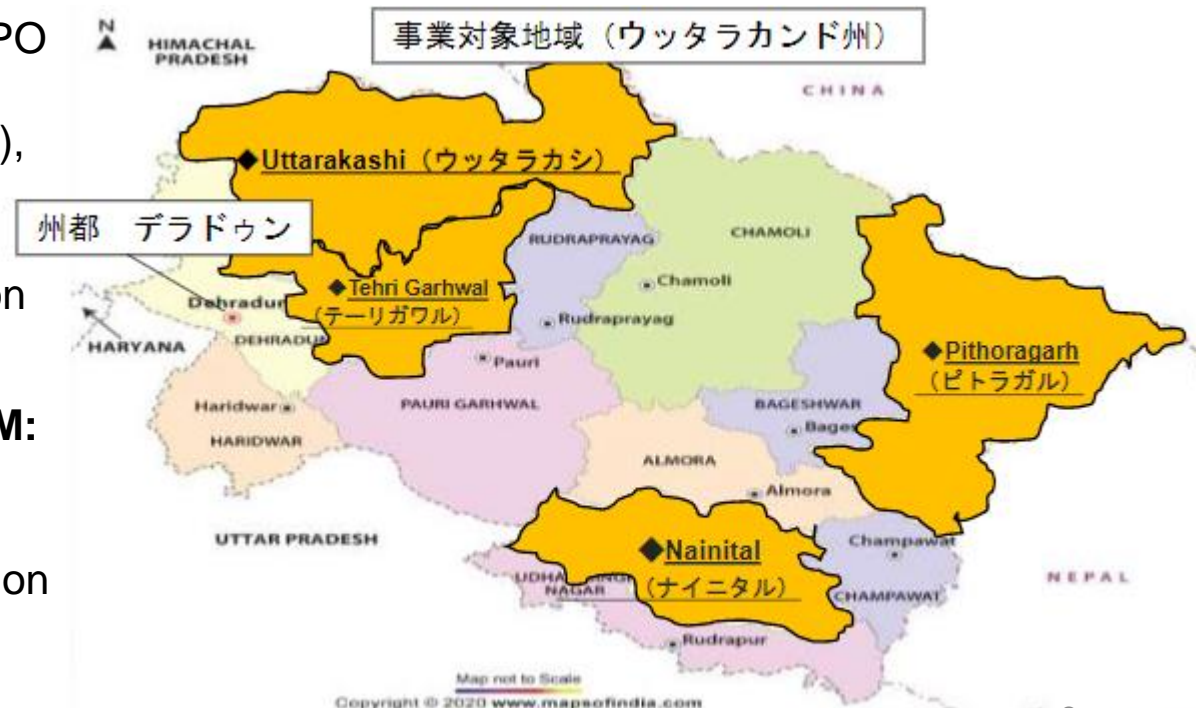 PO
),
on
M:
on
N
HIMACHAL
PRADESH
事業対象地域（ウッタラカンド州）
CHINA
◆Uttarakashi（ウッタラカシ）
州都　デラドゥン
RUDRAPRAYAG
CHAMOLI
◆Tehri Garhwal
（テーリガワル）
Chamoli
Dehradun
DEHRADUN
Rudraprayag
HARYANA
Pauri
◆Pithoragarh
（ピトラガル）
Haridwar
HARIDWAR
PAURI GARHWAL
BAGESHWAR
Bages
ALMORA
Almora
UTTAR PRADESH
◆Nainital
（ナイニタル）
Champawat
CHAMPAWAT
NEPAL
NAGAR
Rudrapur
Map not to Scale
Copyright © 2020 www.mapsofindia.com